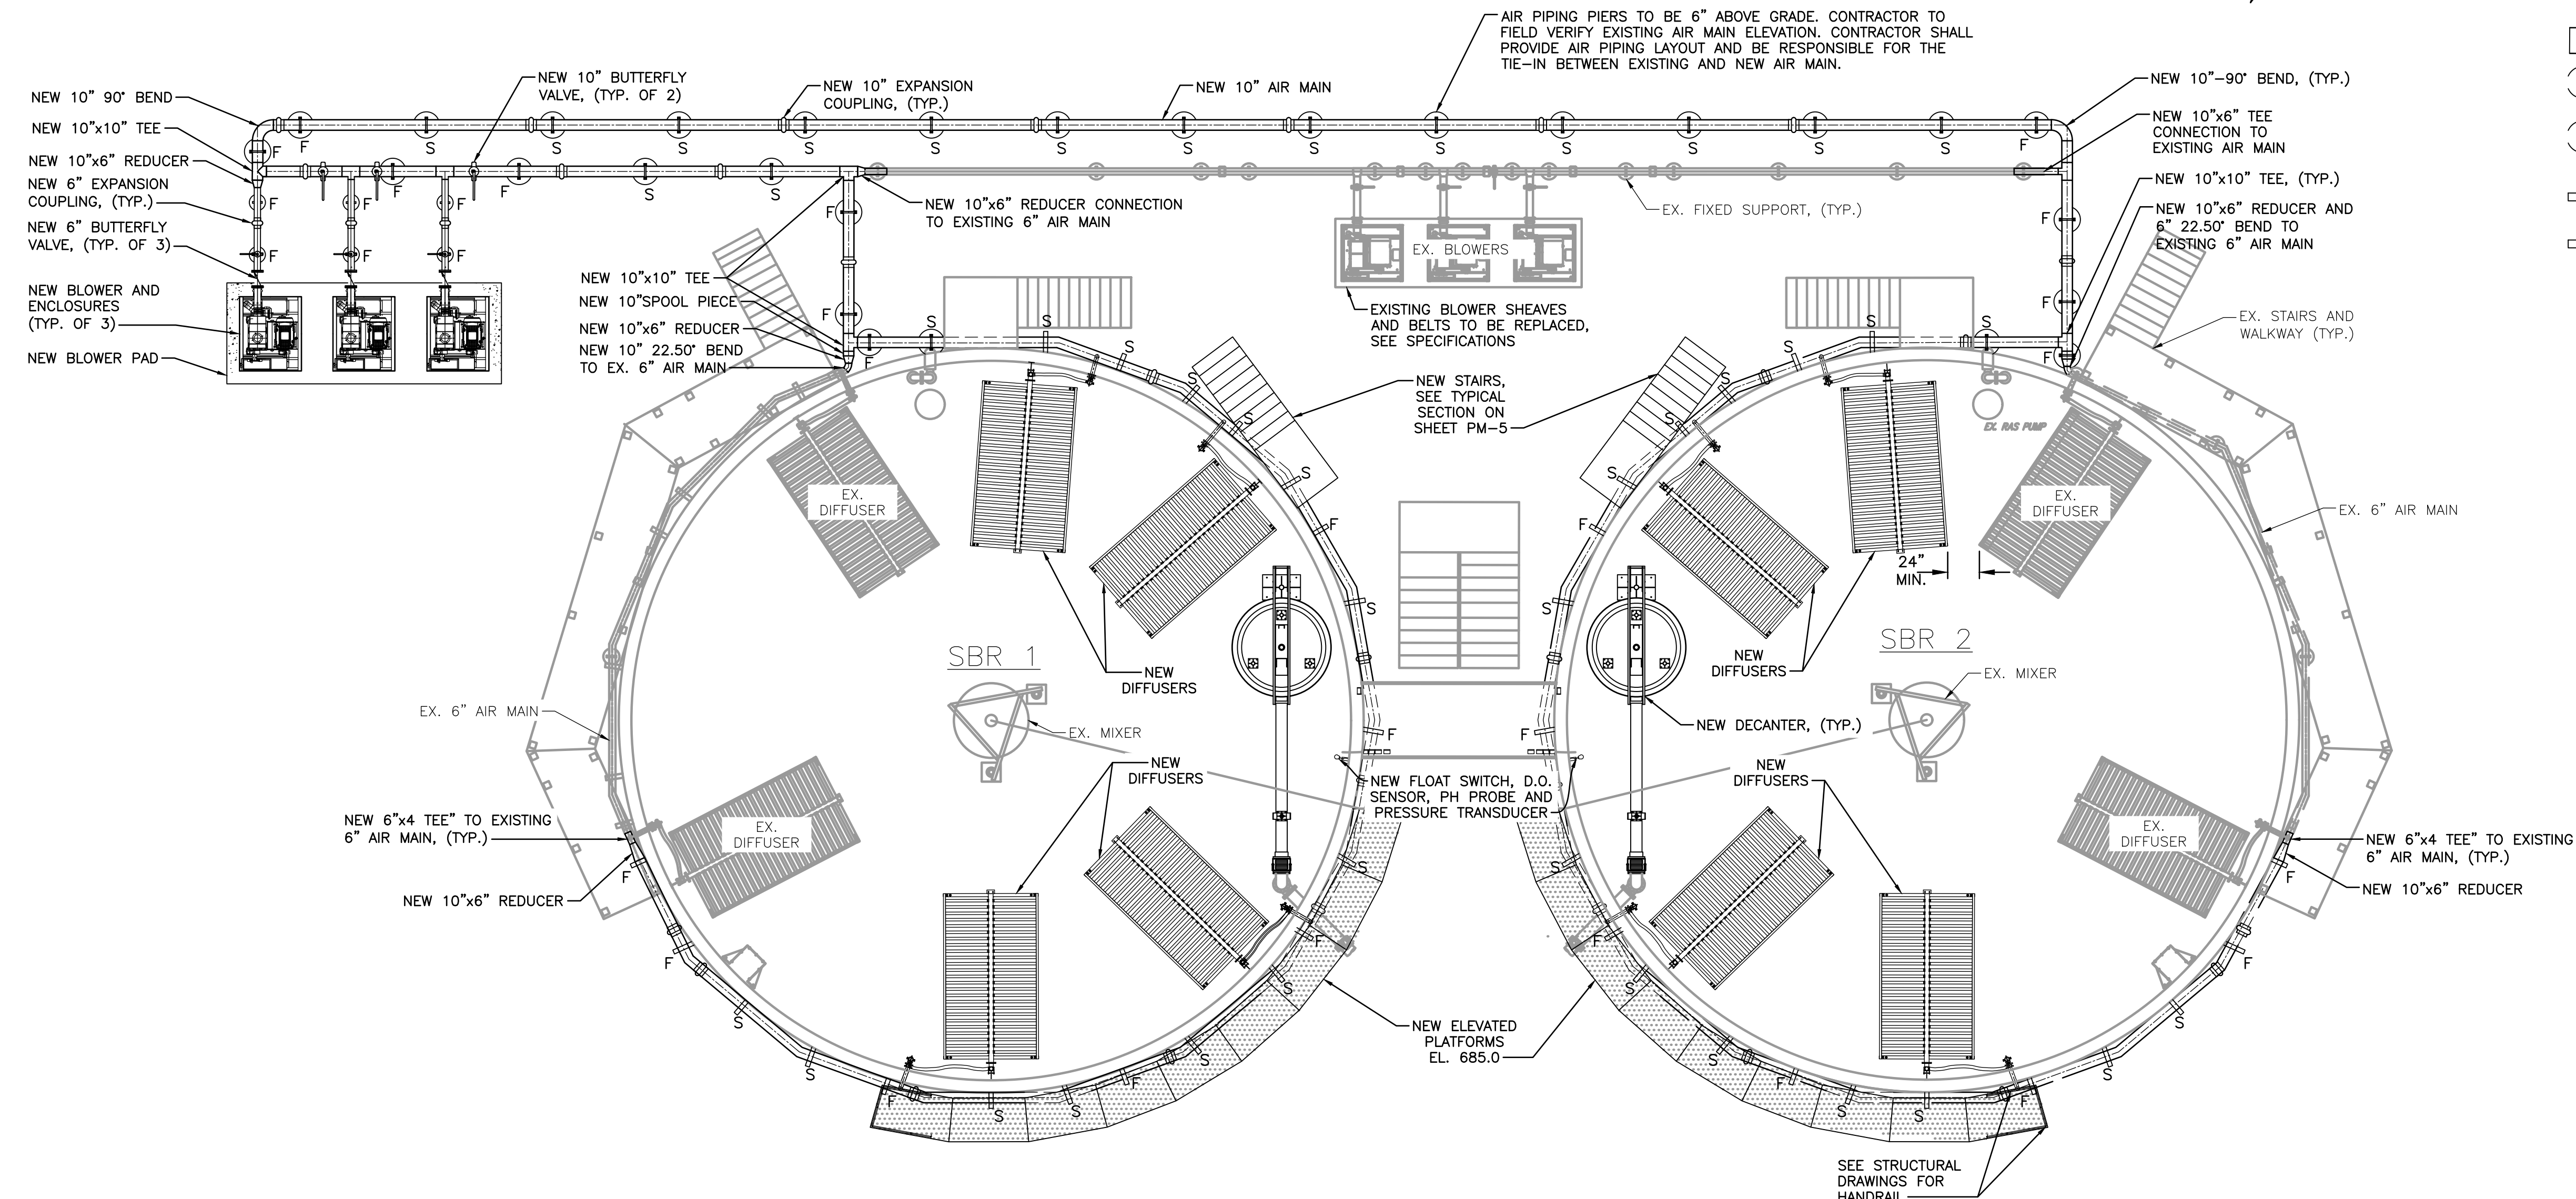 AIR PIPING PIERS TO BE 6" ABOVE GRADE. CONTRACTOR TO
FIELD VERIFY EXISTING AIR MAIN ELEVATION. CONTRACTOR SHALL
PROVIDE AIR PIPING LAYOUT AND BE RESPONSIBLE FOR THE
TIE-IN BETWEEN EXISTING AND NEW AIR MAIN.
NEW 10" 90° BEND
NEW 10"x10" TEE
NEW 10"x6" REDUCER
NEW 6" EXPANSION
COUPLING, (TYP.)
NEW 6" BUTTERFLY
VALVE, (TYP. OF 3)
NEW BLOWER AND
ENCLOSURES
(TYP. OF 3)
NEW BLOWER PAD
NEW 10" BUTTERFLY
VALVE, (TYP. OF 2)
NEW 10" EXPANSION
COUPLING, (TYP.)
NEW 10" AIR MAIN
NEW 10"-90° BEND, (TYP.)
NEW 10"x6" TEE
CONNECTION TO
EXISTING AIR MAIN
NEW 10"x10" TEE, (TYP.)
NEW 10"x6" REDUCER AND
6" 22.50° BEND TO
EXISTING 6" AIR MAIN
F S S S S S S S S S S S S S F
F F F S S
F F F
F F F
F F F F
F F F
NEW 10"x6" REDUCER CONNECTION
TO EXISTING 6" AIR MAIN
EX. FIXED SUPPORT, (TYP.)
EX. BLOWERS
EXISTING BLOWER SHEAVES
AND BELTS TO BE REPLACED,
SEE SPECIFICATIONS
NEW 10"x10" TEE
NEW 10"SPOOL PIECE
NEW 10"x6" REDUCER
NEW 10" 22.50° BEND
TO EX. 6" AIR MAIN
EX. STAIRS AND
WALKWAY (TYP.)
NEW STAIRS,
SEE TYPICAL
SECTION ON
SHEET PM-5
EX. RAS PUMP
EX.
DIFFUSER
EX.
DIFFUSER
EX. 6" AIR MAIN
24"
MIN.
S S S S S S F S F S F S S F S S F S S F F
SBR 1
SBR 2
NEW
DIFFUSERS
NEW
DIFFUSERS
EX. MIXER
EX. MIXER
EX. 6" AIR MAIN
NEW DECANTER, (TYP.)
NEW
DIFFUSERS
NEW
DIFFUSERS
NEW FLOAT SWITCH, D.O.
SENSOR, PH PROBE AND
PRESSURE TRANSDUCER
NEW 6"x4 TEE" TO EXISTING
6" AIR MAIN, (TYP.)
EX.
DIFFUSER
EX.
DIFFUSER
NEW 6"x4 TEE" TO EXISTING
6" AIR MAIN, (TYP.)
NEW 10"x6" REDUCER
NEW 10"x6" REDUCER
S S S S S F S F S F S S F S S F S S F F
NEW ELEVATED
PLATFORMS
EL. 685.0
SEE STRUCTURAL
DRAWINGS FOR
HANDRAIL